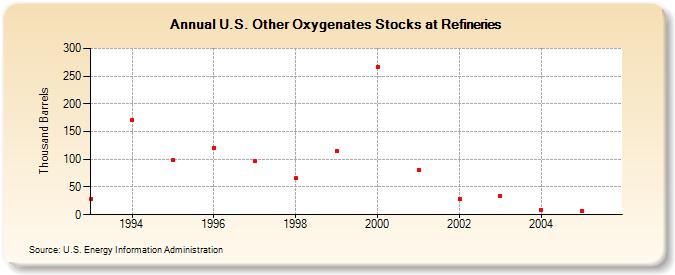 Annual U.S. Other Oxygenates Stocks at Refineries
Thousand Barrels
300
250
200
150
100
50
0
1994 1996 1998 2000 2002 2004
Source: U.S. Energy Information Administration